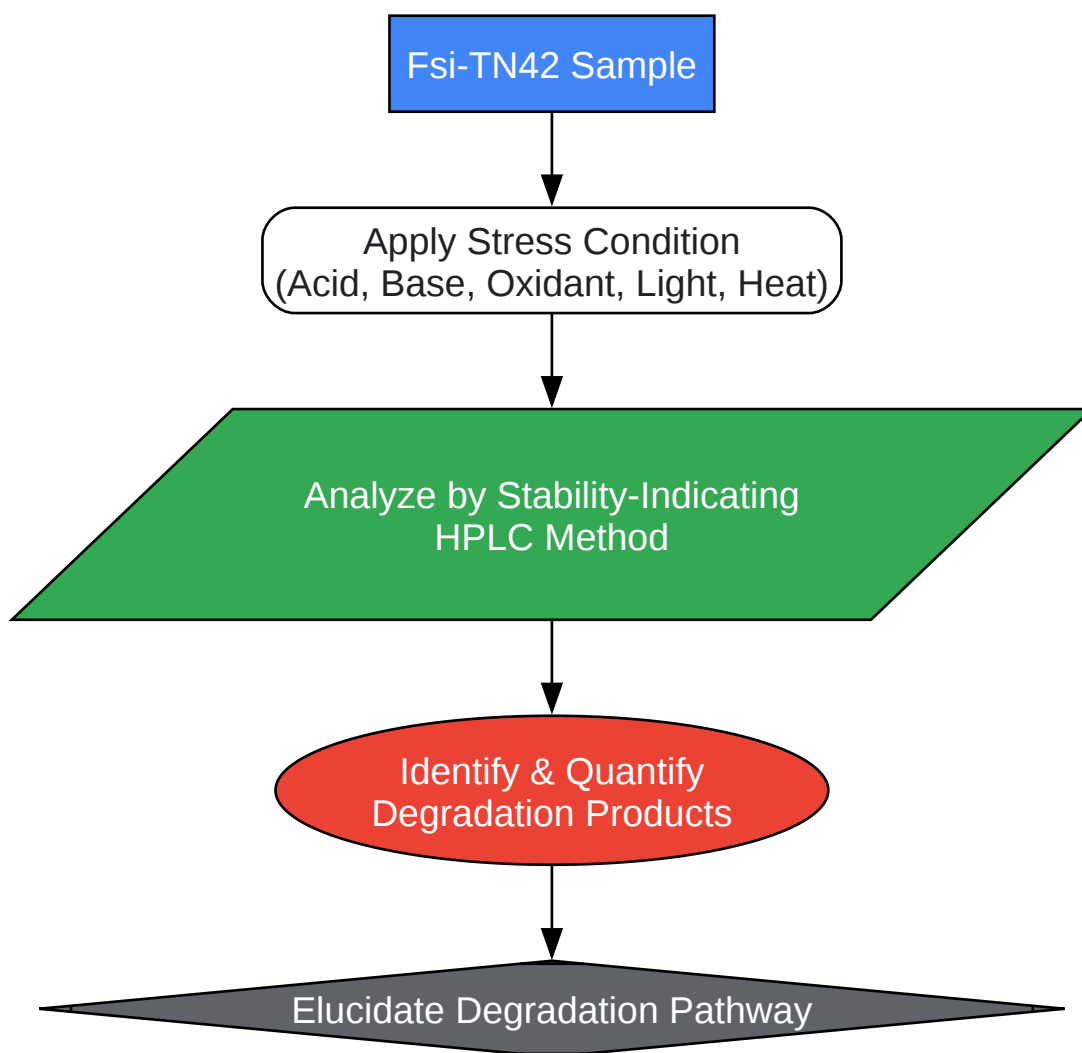 Fsi-TN42 Sample
Apply Stress Condition
(Acid, Base, Oxidant, Light, Heat)
Analyze by Stability-Indicating
HPLC Method
Identify & Quantify
Degradation Products
Elucidate Degradation Pathway